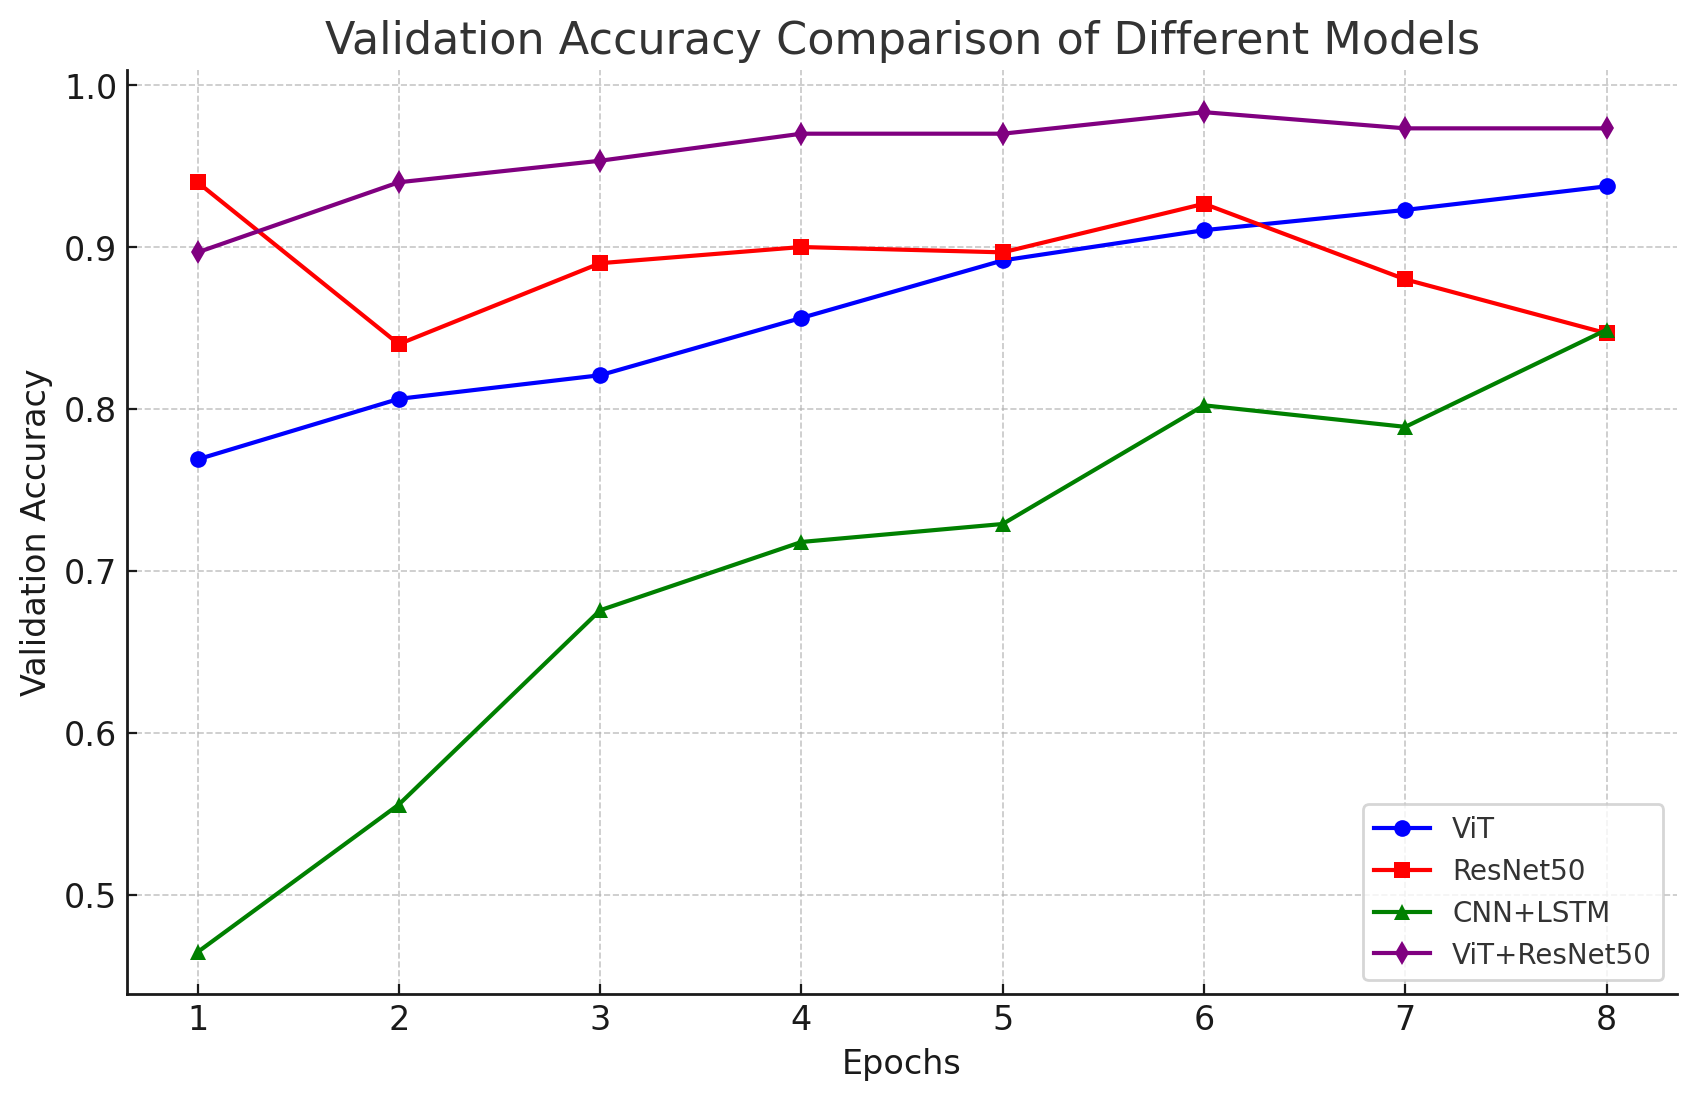 Validation Accuracy Comparison of Different Models
Validation Accuracy
1.0
0.9
0.8
0.7
0.6
0.5
1 2 3 4 5 6 7 8
Epochs
ViT
ResNet50
CNN+LSTM
ViT+ResNet50